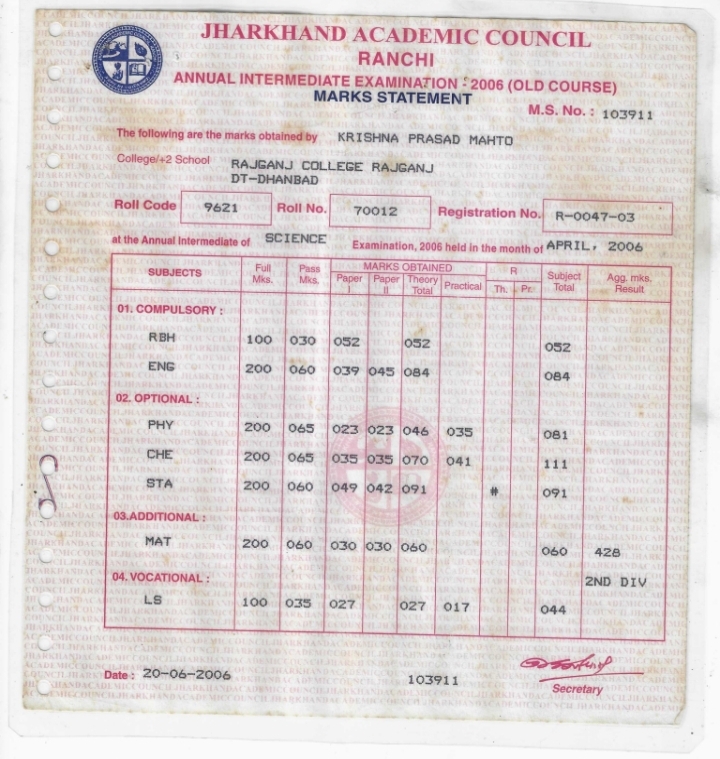 JHARKHAND ACADEMIC COUNCIL
RANCHI
ANNUAL INTERMEDIATE EXAMINATION - 2006 (OLD COURSE)
MARKS STATEMENT
M.S. No. : 103911
The following are the marks obtained by KRISHNA PRASAD MAHTO
College/+2 School RAJGANJ COLLEGE RAJGANJ
DT-DHANBAD
Roll Code 9621 Roll No. 70012 Registration No. R-0047-03
at the Annual Intermediate of SCIENCE Examination, 2006 held in the month of APRIL, 2006
SUBJECTS Full Mks. Pass Mks. MARKS OBTAINED R Subject Total Agg. mks. Result
Paper I Paper II Theory Total Practical Th. Pr.
01. COMPULSORY :
RBH 100 030 052 052 052
ENG 200 060 039 045 084 084
02. OPTIONAL :
PHY 200 065 023 023 046 035 081
CHE 200 065 035 035 070 041 111
STA 200 060 049 042 091 # 091
03.ADDITIONAL :
MAT 200 060 030 030 060 060 428
04. VOCATIONAL : 2ND DIV
LS 100 035 027 027 017 044
Date : 20-06-2006 103911
Secretary